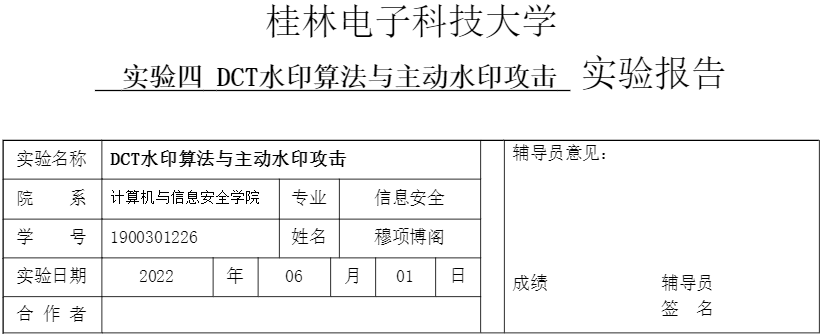 桂林电子科技大学
实验四 DCT水印算法与主动水印攻击 实验报告
实验名称 DCT水印算法与主动水印攻击
院 系 计算机与信息安全学院 专业 信息安全
学 号 1900301226 姓名 穆项博阁
实验日期 2022 年 06 月 01 日
合 作 者
辅导员意见：
成绩 辅导员
签 名